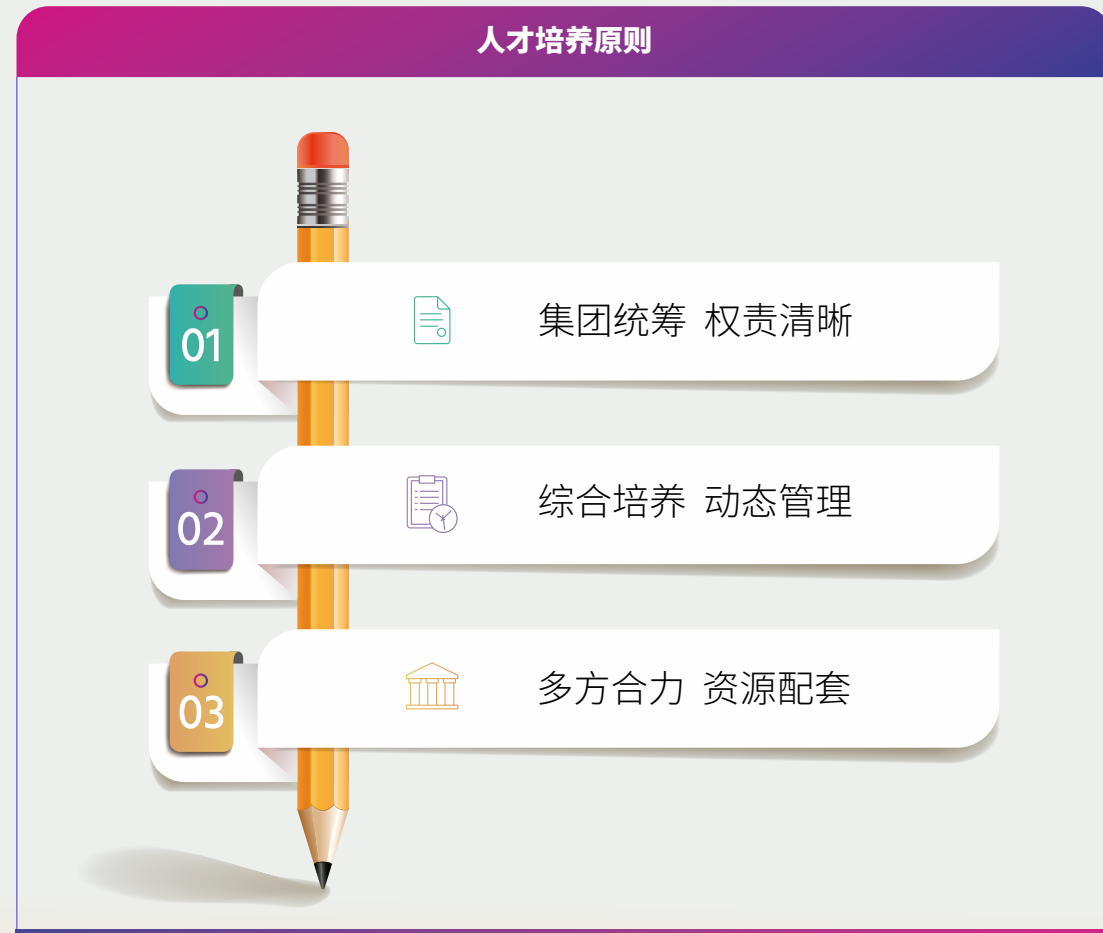 人才培养原则
01
集团统筹 权责清晰
02
综合培养 动态管理
03
多方合力 资源配套